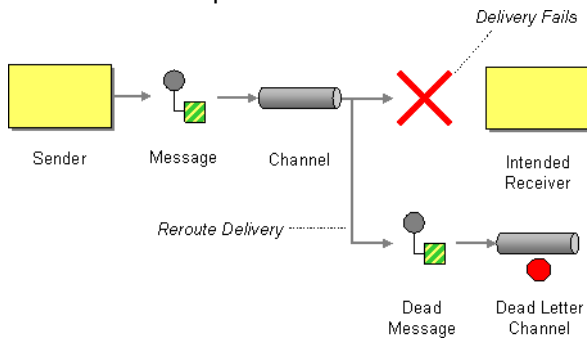 Delivery Fails
Sender
Message
Channel
Intended
Receiver
Reroute Delivery
Dead
Message
Dead Letter
Channel